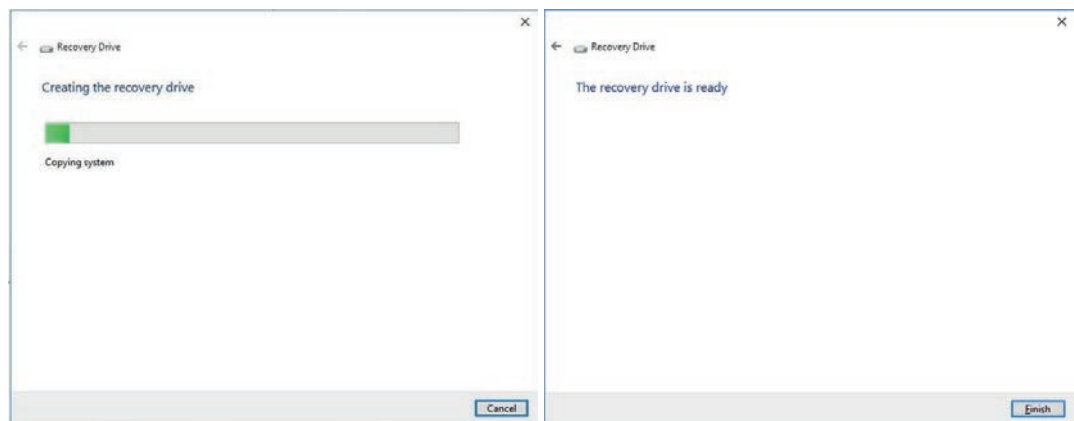 Recovery Drive
Creating the recovery drive
Copying system
Cancel
Recovery Drive
The recovery drive is ready
Finish